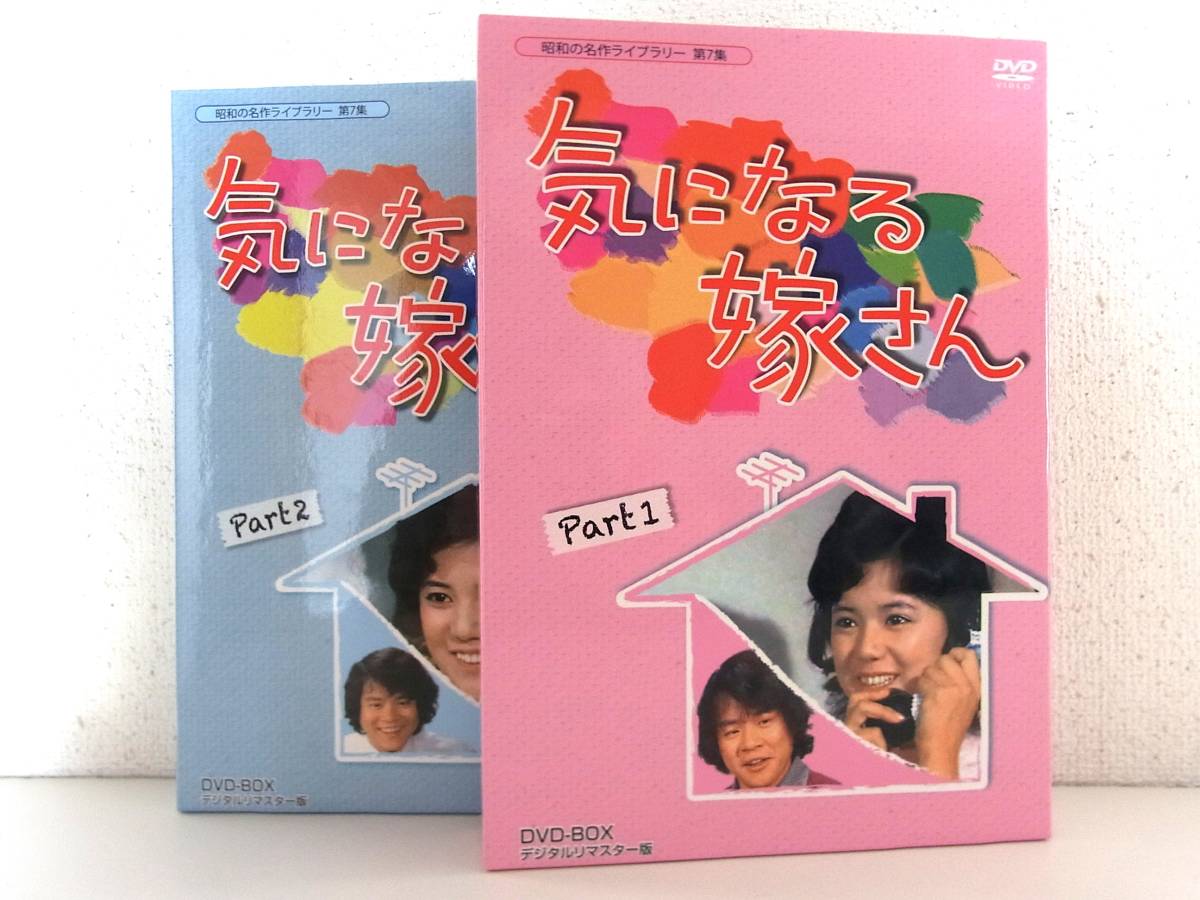 昭和の名作ライブラリー 第7集
気にな
嫁
Part2
DVD-BOX
デジタルリマスター版
昭和の名作ライブラリー 第7集
DVD
VIDEO
気になる
嫁さん
Part1
DVD-BOX
デジタルリマスター版